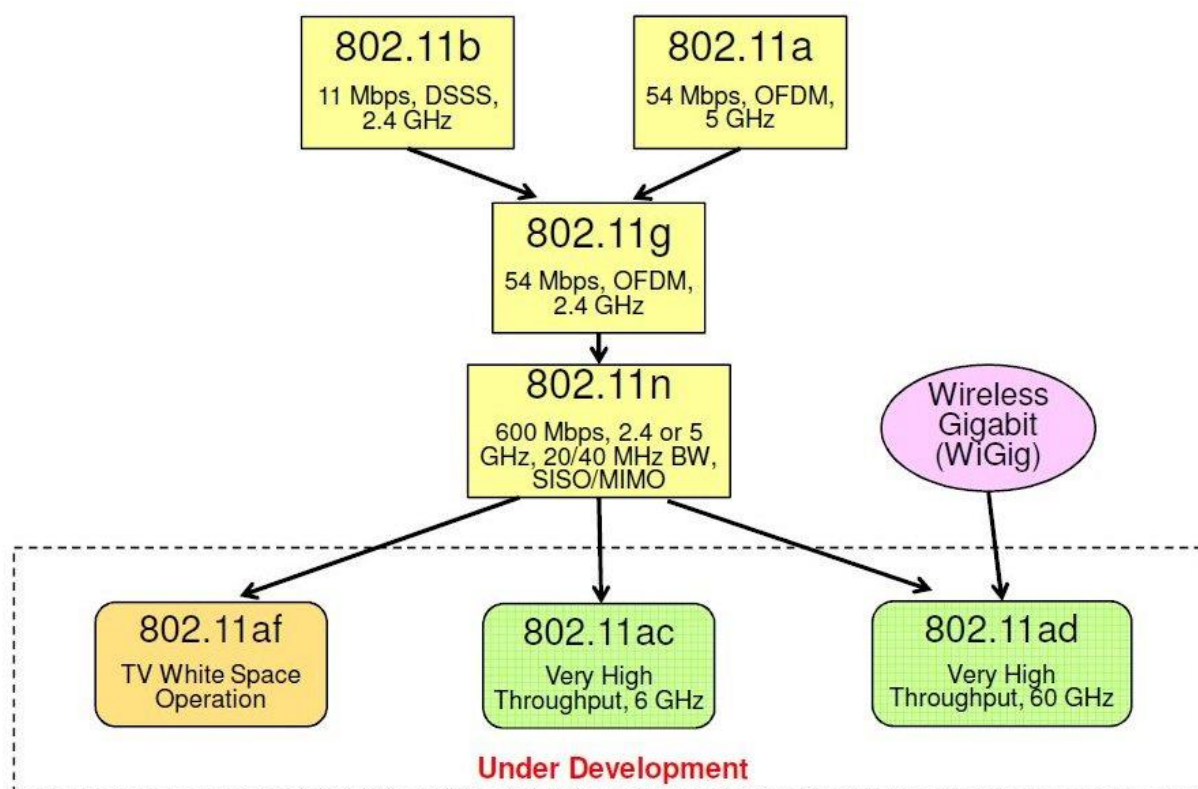 802.11b
11 Mbps, DSSS,
2.4 GHz
802.11a
54 Mbps, OFDM,
5 GHz
802.11g
54 Mbps, OFDM,
2.4 GHz
802.11n
600 Mbps, 2.4 or 5
GHz, 20/40 MHz BW,
SISO/MIMO
Wireless
Gigabit
(WiGig)
802.11af
TV White Space
Operation
802.11ac
Very High
Throughput, 6 GHz
802.11ad
Very High
Throughput, 60 GHz
Under Development